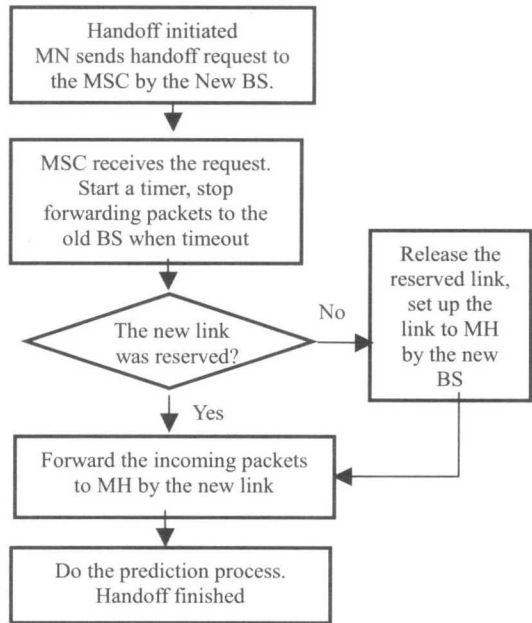 Handoff initiated
MN sends handoff request to
the MSC by the New BS.
MSC receives the request.
Start a timer, stop
forwarding packets to the
old BS when timeout
The new link
was reserved?
No
Release the
reserved link,
set up the
link to MH
by the new
BS
Yes
Forward the incoming packets
to MH by the new link
Do the prediction process.
Handoff finished